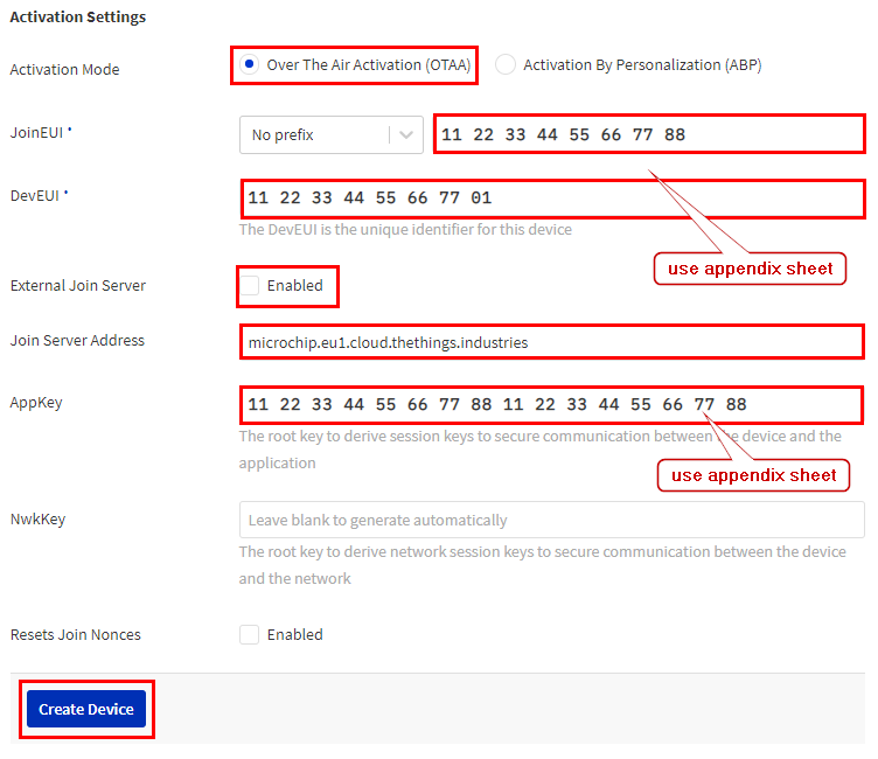 Activation Settings
Activation Mode
Over The Air Activation (OTAA)
Activation By Personalization (ABP)
JoinEUI *
No prefix
11 22 33 44 55 66 77 88
DevEUI *
11 22 33 44 55 66 77 01
The DevEUI is the unique identifier for this device
use appendix sheet
External Join Server
Enabled
Join Server Address
microchip.eu1.cloud.thethings.industries
AppKey
11 22 33 44 55 66 77 88 11 22 33 44 55 66 77 88
The root key to derive session keys to secure communication between the device and the
application
use appendix sheet
NwkKey
Leave blank to generate automatically
The root key to derive network session keys to secure communication between the device
and the network
Resets Join Nonces
Enabled
Create Device